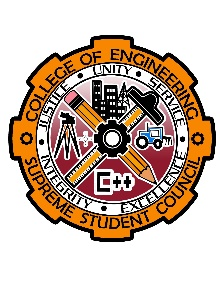 COLLEGE OF ENGINEERING
JUSTICE · UNITY · SERVICE
INTEGRITY · EXCELLENCE
C++
SUPREME STUDENT COUNCIL